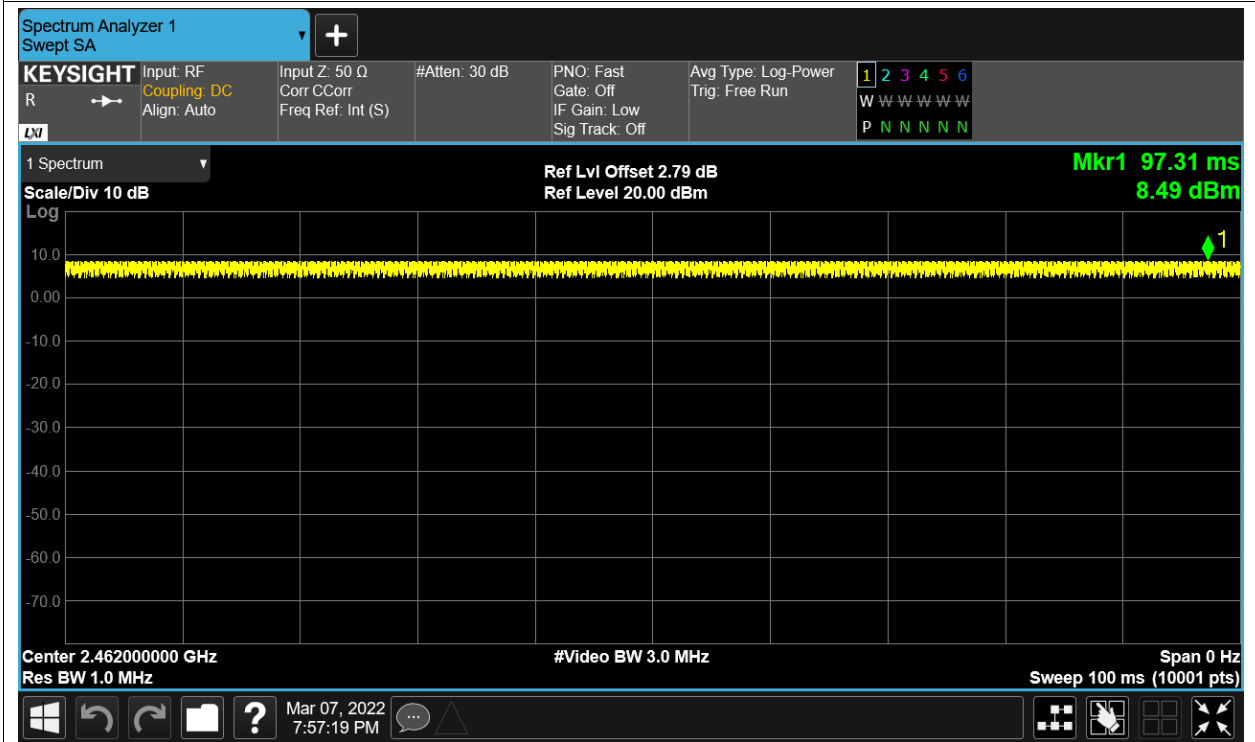 Spectrum Analyzer 1
Swept SA
+
KEYSIGHT
R
LXI
Input: RF
Coupling: DC
Align: Auto
Input Z: 50 Ω
Corr CCorr
Freq Ref: Int (S)
#Atten: 30 dB
PNO: Fast
Gate: Off
IF Gain: Low
Sig Track: Off
Avg Type: Log-Power
Trig: Free Run
1 2 3 4 5 6
W W W W W W
P N N N N N
1 Spectrum
Scale/Div 10 dB
Log
Ref Lvl Offset 2.79 dB
Ref Level 20.00 dBm
Mkr1 97.31 ms
8.49 dBm
1
10.0
0.00
-10.0
-20.0
-30.0
-40.0
-50.0
-60.0
-70.0
Center 2.462000000 GHz
Res BW 1.0 MHz
#Video BW 3.0 MHz
Span 0 Hz
Sweep 100 ms (10001 pts)
?
Mar 07, 2022
7:57:19 PM